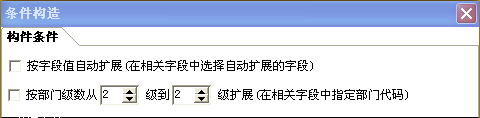 条件构造
构件条件
按字段值自动扩展(在相关字段中选择自动扩展的字段)
按部门级数从 2 级到 2 级扩展(在相关字段中指定部门代码)